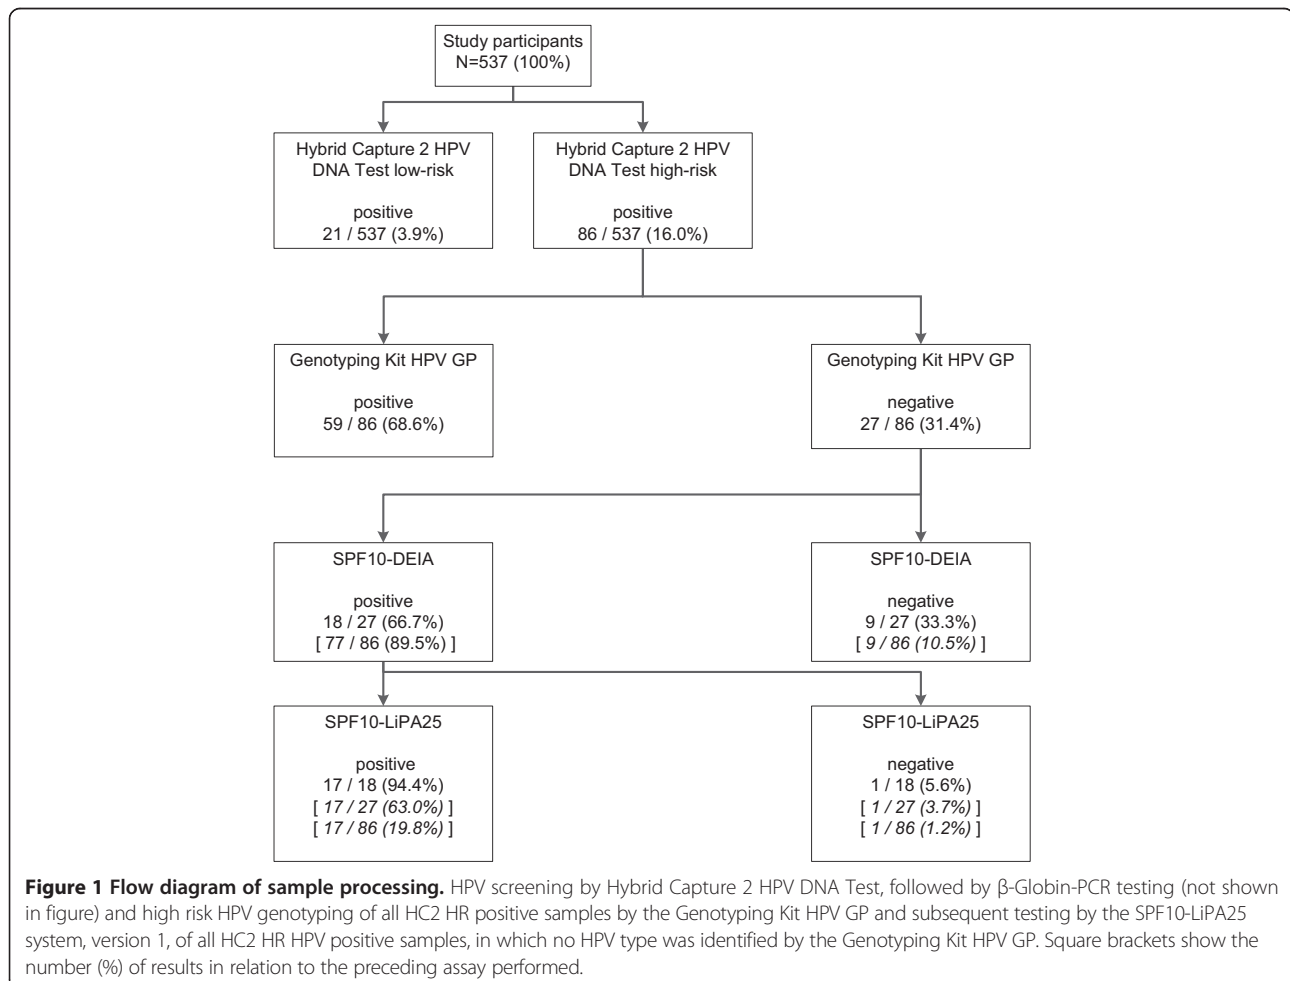 Study participants
N=537 (100%)
Hybrid Capture 2 HPV
DNA Test low-risk
positive
21 / 537 (3.9%)
Hybrid Capture 2 HPV
DNA Test high-risk
positive
86 / 537 (16.0%)
Genotyping Kit HPV GP
positive
59 / 86 (68.6%)
Genotyping Kit HPV GP
negative
27 / 86 (31.4%)
SPF10-DEIA
positive
18 / 27 (66.7%)
[ 77 / 86 (89.5%) ]
SPF10-DEIA
negative
9 / 27 (33.3%)
[ 9 / 86 (10.5%) ]
SPF10-LiPA25
positive
17 / 18 (94.4%)
[ 17 / 27 (63.0%) ]
[ 17 / 86 (19.8%) ]
SPF10-LiPA25
negative
1 / 18 (5.6%)
[ 1 / 27 (3.7%) ]
[ 1 / 86 (1.2%) ]
Figure 1 Flow diagram of sample processing. HPV screening by Hybrid Capture 2 HPV DNA Test, followed by β-Globin-PCR testing (not shown
in figure) and high risk HPV genotyping of all HC2 HR positive samples by the Genotyping Kit HPV GP and subsequent testing by the SPF10-LiPA25
system, version 1, of all HC2 HR HPV positive samples, in which no HPV type was identified by the Genotyping Kit HPV GP. Square brackets show the
number (%) of results in relation to the preceding assay performed.